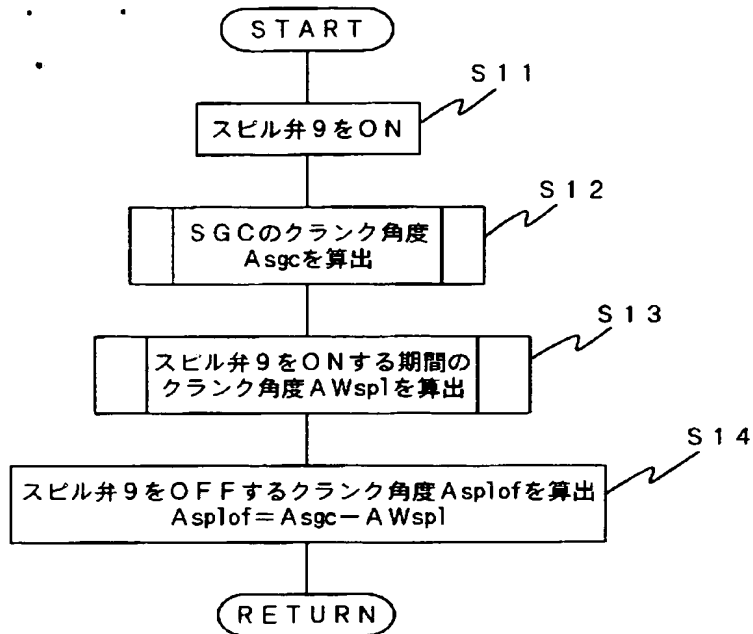 START
S11
スピル弁9をON
S12
SGCのクランク角度
Asgcを算出
S13
スピル弁9をONする期間の
クランク角度AWsplを算出
S14
スピル弁9をOFFするクランク角度Asplofを算出
Asplof=Asgc-AWspl
RETURN